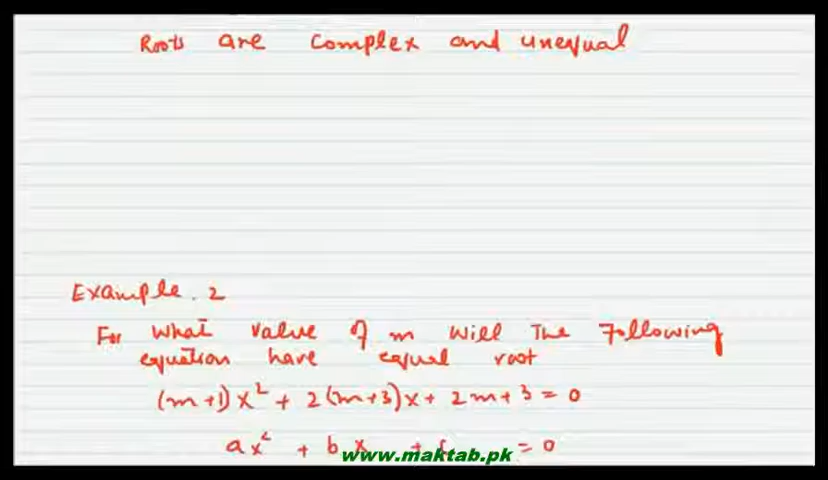 Roots are complex and unequal
Example. 2
For what value of m will the following
equation have equal root
(m+1)x² + 2(m+3)x + 2m+3 = 0
ax² + bx + = 0
www.maktab.pk